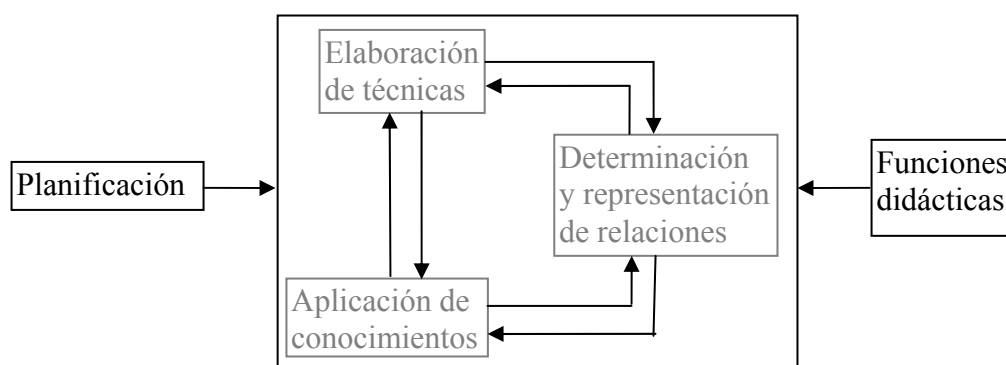 Elaboración
de técnicas
Planificación
Determinación
y representación
de relaciones
Funciones
didácticas
Aplicación de
conocimientos